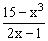 15 − x³
2x − 1